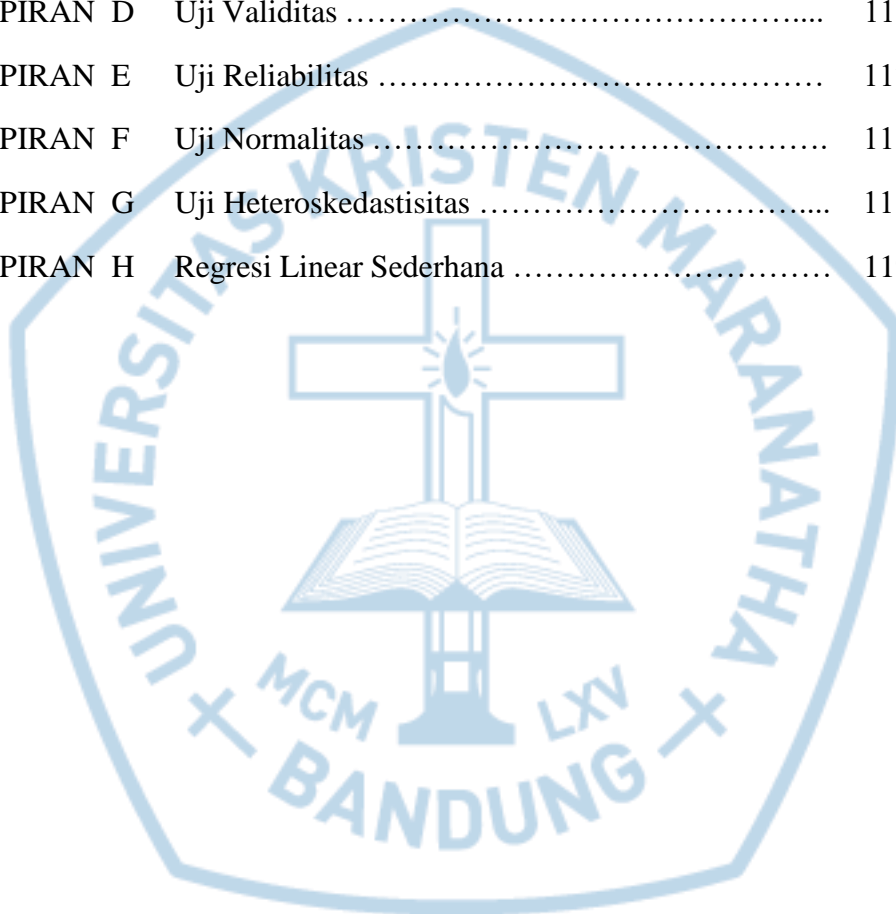 PIRAN D Uji Validitas ……………………………………….... 11
PIRAN E Uji Reliabilitas …………………………………… 11
PIRAN F Uji Normalitas ……………………………………. 11
PIRAN G Uji Heteroskedastisitas ………………………….... 11
PIRAN H Regresi Linear Sederhana ………………………… 11
UNIVERSITAS KRISTEN MARANATHA
MCM LXV
BANDUNG